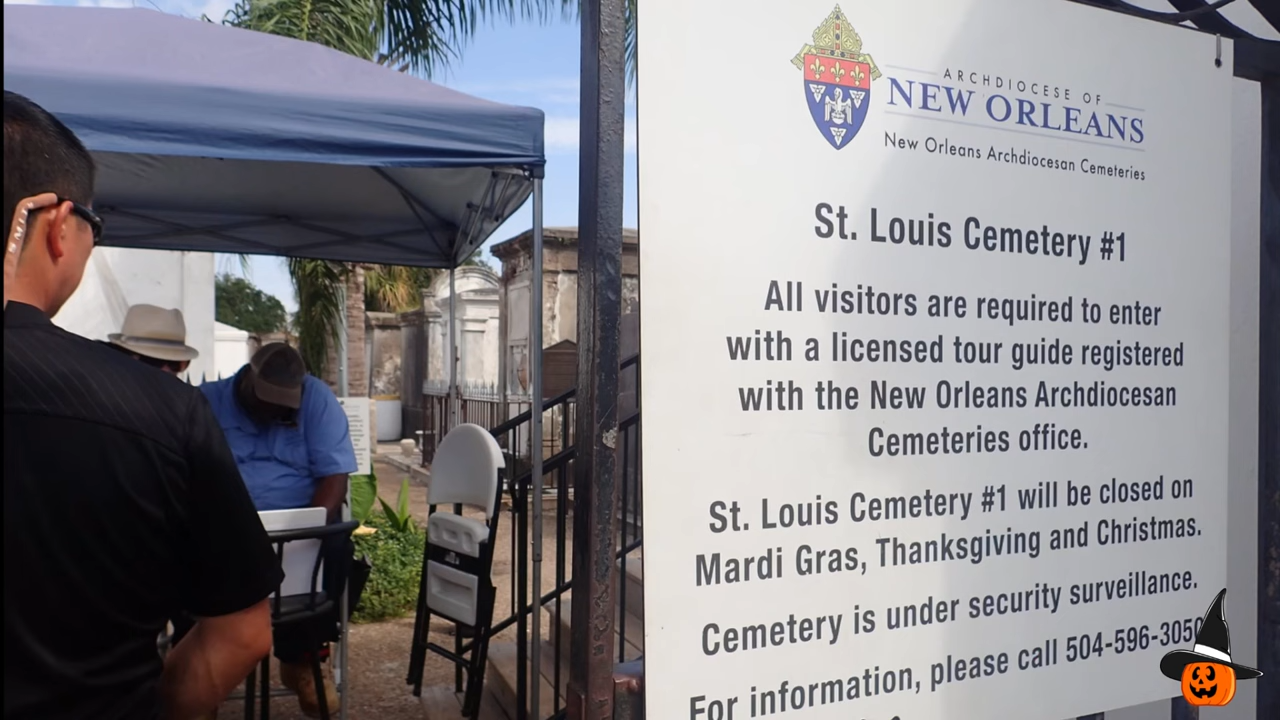 ARCHDIOCESE OF
NEW ORLEANS
New Orleans Archdiocesan Cemeteries
St. Louis Cemetery #1
All visitors are required to enter
with a licensed tour guide registered
with the New Orleans Archdiocesan
Cemeteries office.
St. Louis Cemetery #1 will be closed on
Mardi Gras, Thanksgiving and Christmas.
Cemetery is under security surveillance.
For information, please call 504-596-3050
SMITH